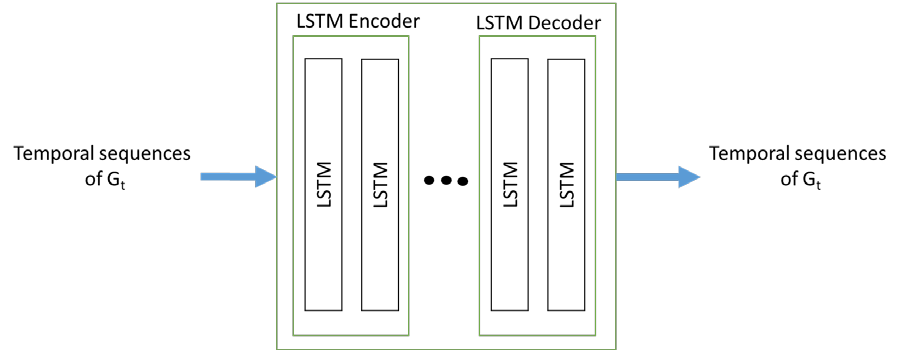 LSTM Encoder
LSTM Decoder
Temporal sequences
of Gₜ
LSTM
LSTM
LSTM
LSTM
Temporal sequences
of Gₜ